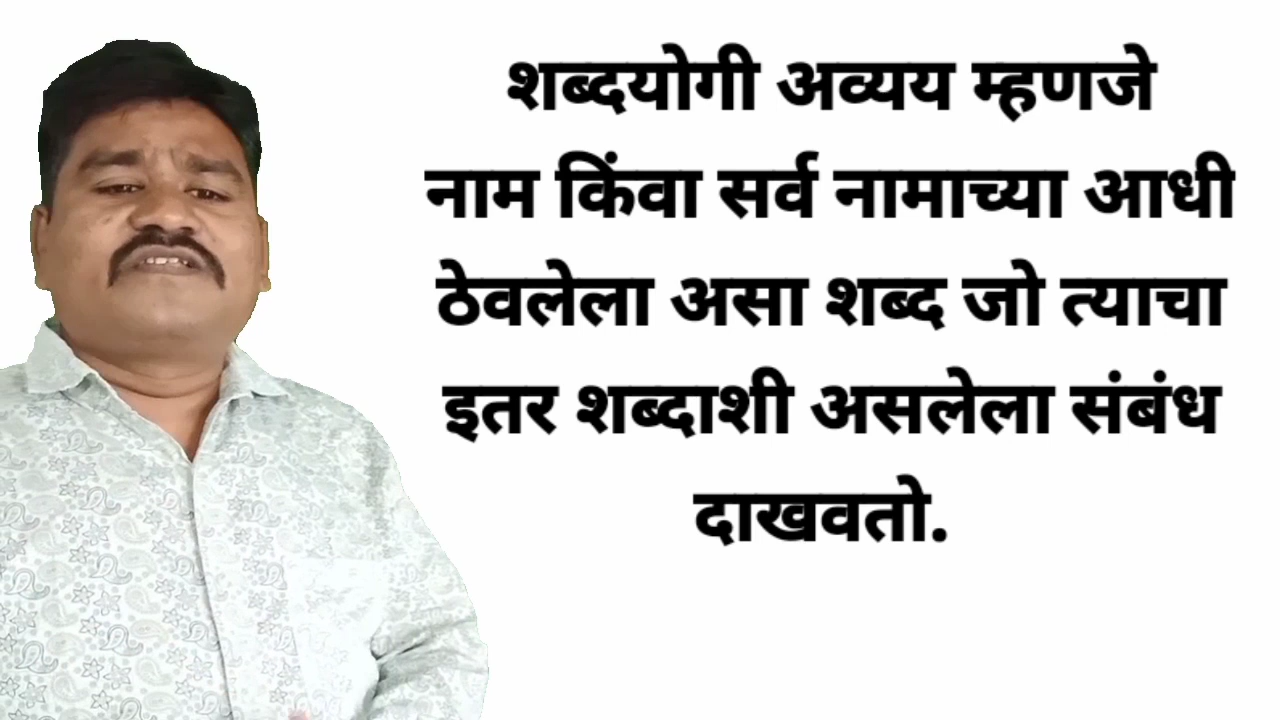 शब्दयोगी अव्यय म्हणजे
नाम किंवा सर्व नामाच्या आधी
ठेवलेला असा शब्द जो त्याचा
इतर शब्दाशी असलेला संबंध
दाखवतो.